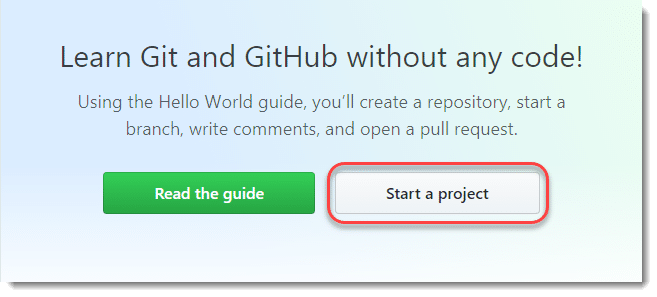 Learn Git and GitHub without any code!
Using the Hello World guide, you’ll create a repository, start a
branch, write comments, and open a pull request.
Read the guide
Start a project